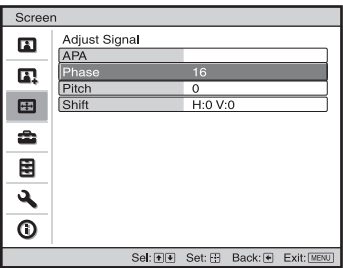 Screen
Adjust Signal
APA
Phase 16
Pitch 0
Shift H:0 V:0
Sel: Set: Back: Exit: MENU